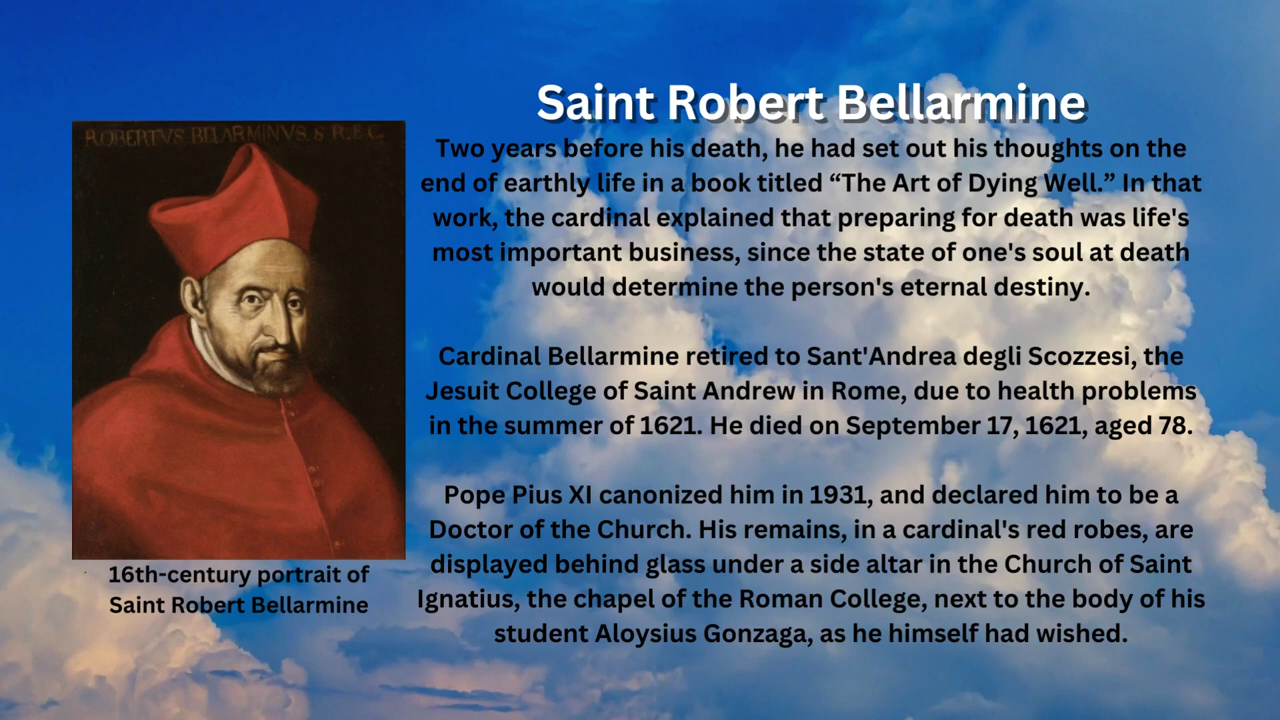 Saint Robert Bellarmine
Two years before his death, he had set out his thoughts on the
end of earthly life in a book titled “The Art of Dying Well.” In that
work, the cardinal explained that preparing for death was life's
most important business, since the state of one's soul at death
would determine the person's eternal destiny.
Cardinal Bellarmine retired to Sant'Andrea degli Scozzesi, the
Jesuit College of Saint Andrew in Rome, due to health problems
in the summer of 1621. He died on September 17, 1621, aged 78.
Pope Pius XI canonized him in 1931, and declared him to be a
Doctor of the Church. His remains, in a cardinal's red robes, are
displayed behind glass under a side altar in the Church of Saint
Ignatius, the chapel of the Roman College, next to the body of his
student Aloysius Gonzaga, as he himself had wished.
ROBERTVS BELARMINVS S R.E.C.
16th-century portrait of
Saint Robert Bellarmine